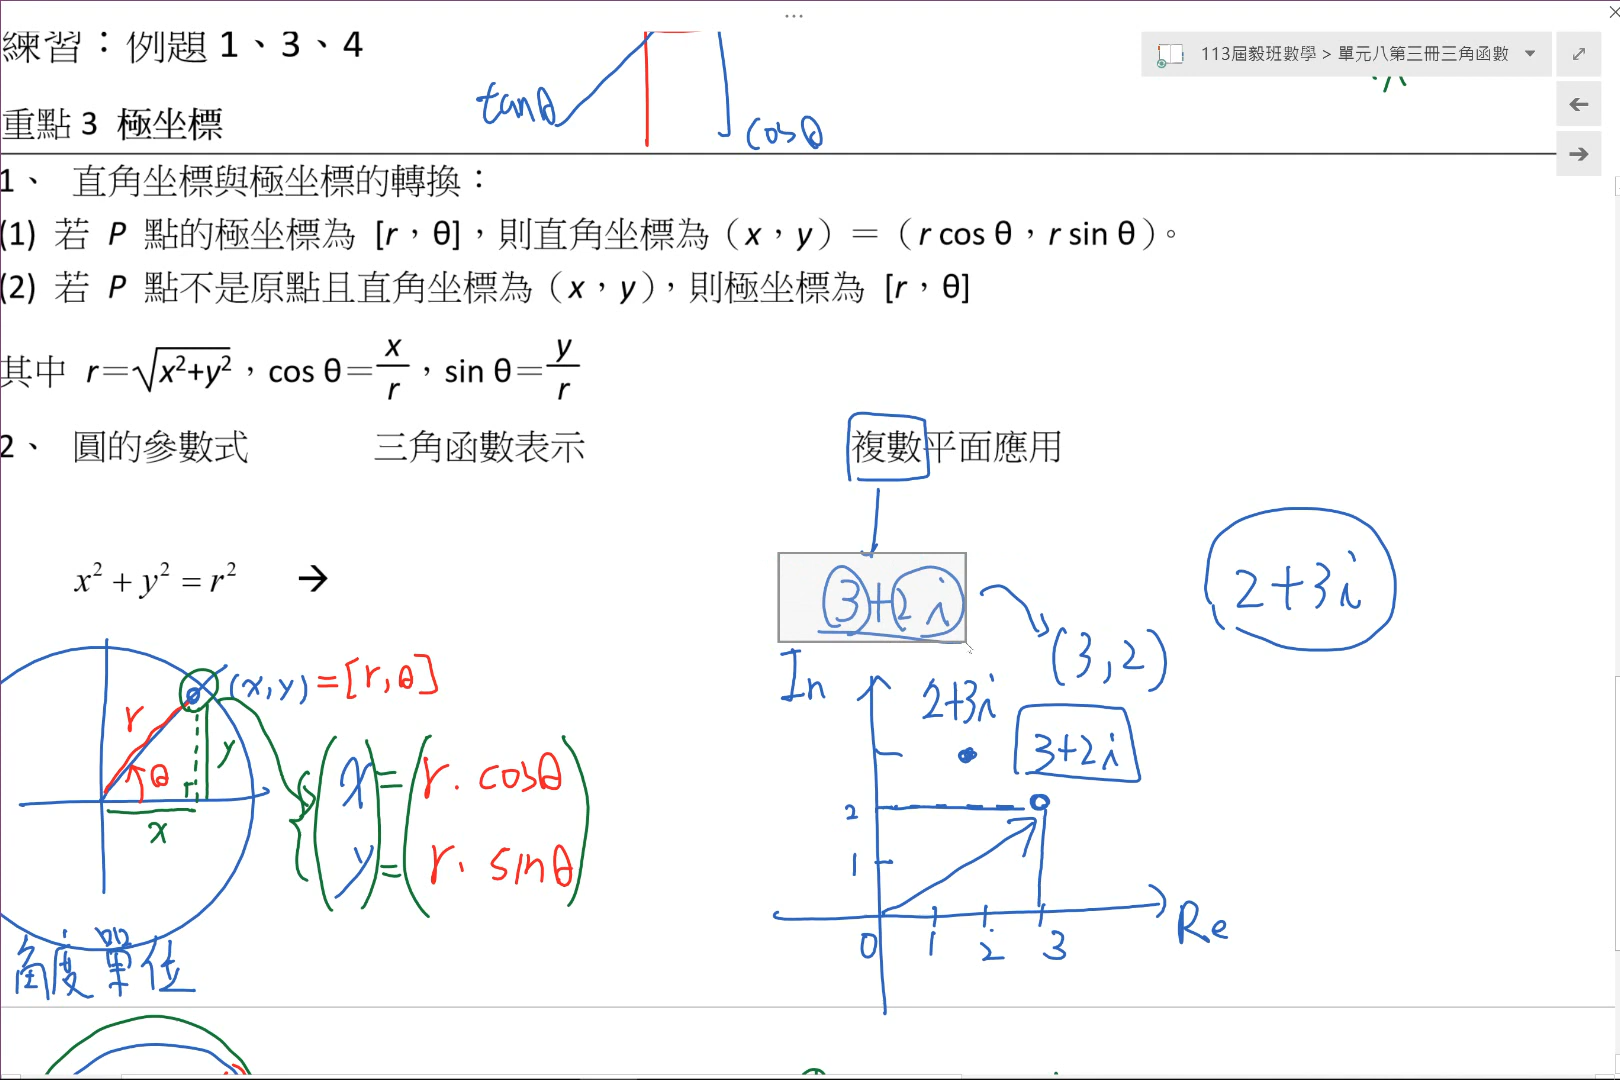 113屆毅班數學 > 單元八第三冊三角函數
練習：例題 1、3、4
tanθ
cosθ
重點 3 極坐標
1、 直角坐標與極坐標的轉換：
(1) 若 P 點的極坐標為 [r，θ]，則直角坐標為（x，y）＝（r cos θ，r sin θ）。
(2) 若 P 點不是原點且直角坐標為（x，y），則極坐標為 [r，θ]
其中 r＝√x²+y²，cos θ＝x/r，sin θ＝y/r
2、 圓的參數式 三角函數表示 複數平面應用
x² + y² = r² →
3+2i
2+3i
(3,2)
(x,y) = [r,θ]
r
θ
y
x
x = r. cosθ
y = r. sinθ
In
2+3i
3+2i
2
1
0 1 2 3
Re
角度單位